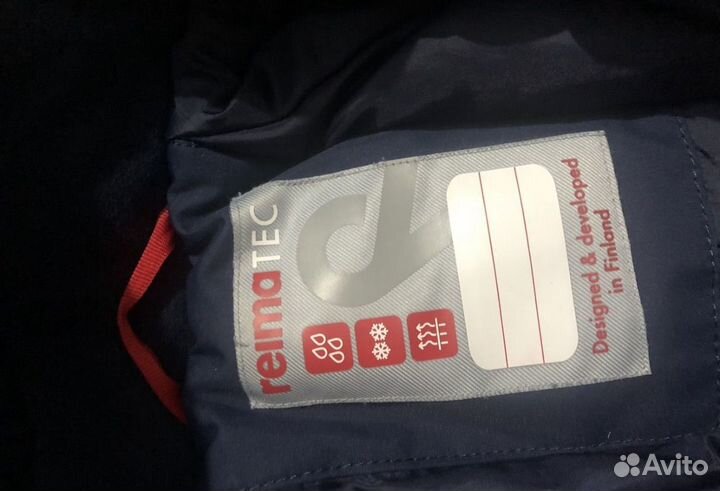 reimaTEC
Designed & developed
in Finland
Avito